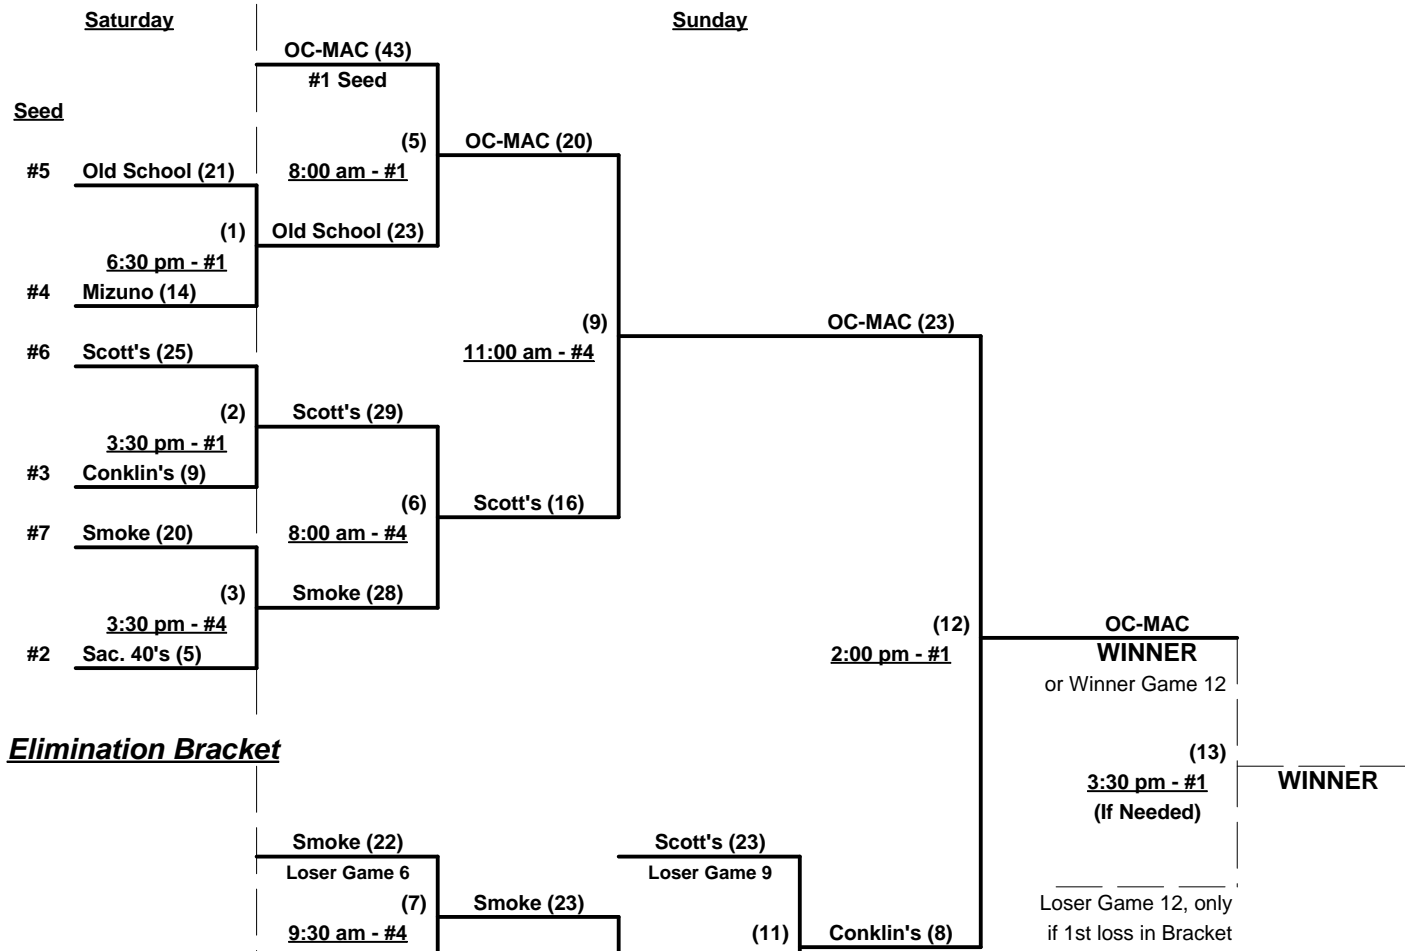 Saturday
Sunday
OC-MAC (43)
#1 Seed
Seed
(5)
OC-MAC (20)
#5 Old School (21)
8:00 am - #1
(1)
Old School (23)
6:30 pm - #1
#4 Mizuno (14)
(9)
OC-MAC (23)
#6 Scott's (25)
11:00 am - #4
(2)
Scott's (29)
3:30 pm - #1
#3 Conklin's (9)
(6)
Scott's (16)
#7 Smoke (20)
8:00 am - #4
(3)
Smoke (28)
3:30 pm - #4
(12)
OC-MAC
#2 Sac. 40's (5)
2:00 pm - #1
WINNER
or Winner Game 12
Elimination Bracket
(13)
3:30 pm - #1
WINNER
(If Needed)
Smoke (22)
Scott's (23)
Loser Game 6
Loser Game 9
(7)
Smoke (23)
Loser Game 12, only
9:30 am - #4
(11)
Conklin's (8)
if 1st loss in Bracket